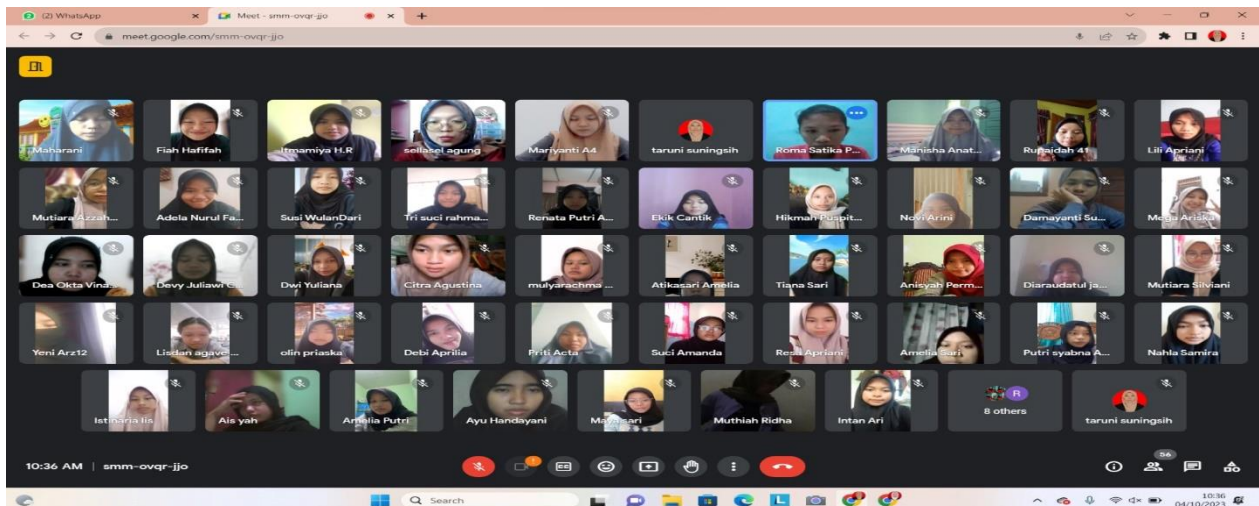 (2) WhatsApp
Meet - smm-ovqr-jjo
meet.google.com/smm-ovqr-jjo
Maharani
Fiah Hafifah
Itmamiya H.R
sellasel agung
Mariyanti A4
taruni suningsih
Roma Satika P...
Manisha Anat...
Rupaidah 41
Lili Apriani
Mutiara Azzah...
Adela Nurul Fa...
Susi WulanDari
Tri suci rahma...
Renata Putri A...
Ekik Cantik
Hikmah Puspit...
Novi Arini
Damayanti Su...
Mega Ariska
Dea Okta Vina...
Devy Juliawi C...
Dwi Yuliana
Citra Agustina
mulyarachma ...
Atikasari Amelia
Tiana Sari
Anisyah Perm...
Diaraudatul ja...
Mutiara Silviani
Yeni Arz12
Lisdan agave ...
olin priaska
Debi Aprilia
Priti Acta
Suci Amanda
Resa Apriani
Amelia Sari
Putri syabna A...
Nahla Samira
Istinaria Iis
Ais yah
Amelia Putri
Ayu Handayani
Maya sari
Muthiah Ridha
Intan Ari
R
8 others
taruni suningsih
10:36 AM | smm-ovqr-jjo
56
Search
10:36
04/10/2023